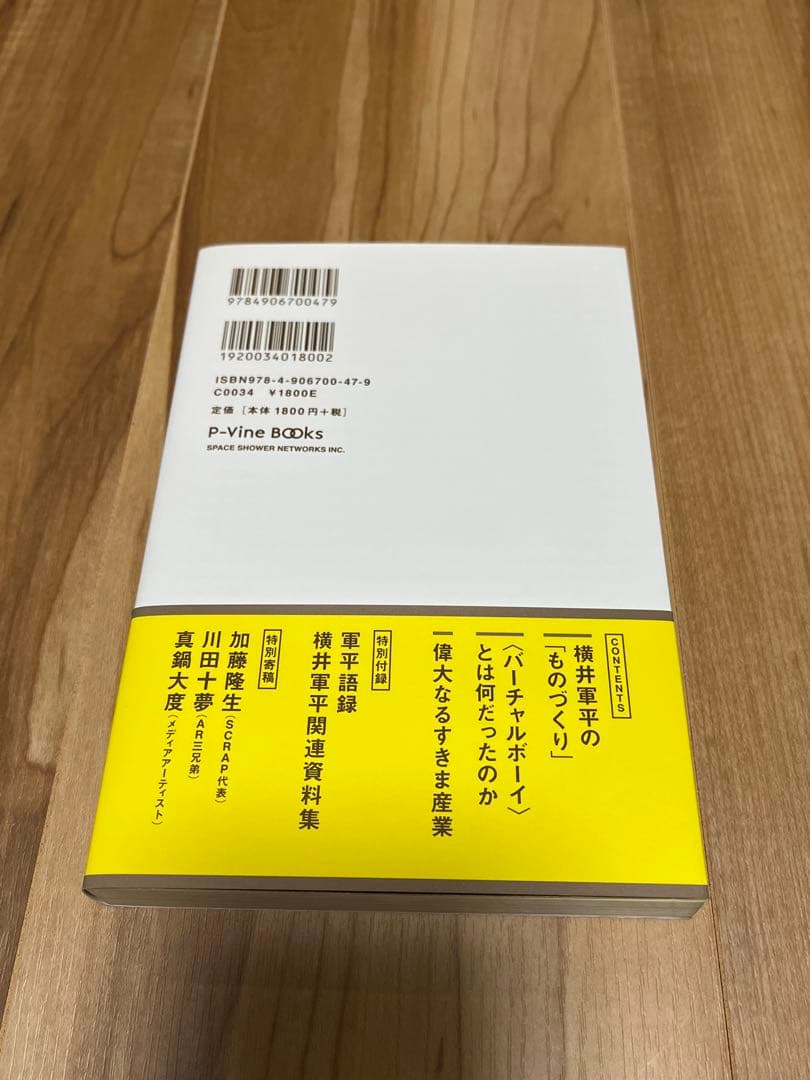 9784906700479
1920034018002
ISBN978-4-906700-47-9
C0034 ¥1800E
定価［本体1800円+税］
P-Vine BOOks
SPACE SHOWER NETWORKS INC.
CONTENTS
横井軍平の
「ものづくり」
〈バーチャルボーイ〉
とは何だったのか
偉大なるすきま産業
特別付録
軍平語録
横井軍平関連資料集
特別寄稿
加藤隆生（SCRAP代表）
川田十夢（AR三兄弟）
真鍋大度（メディアアーティスト）